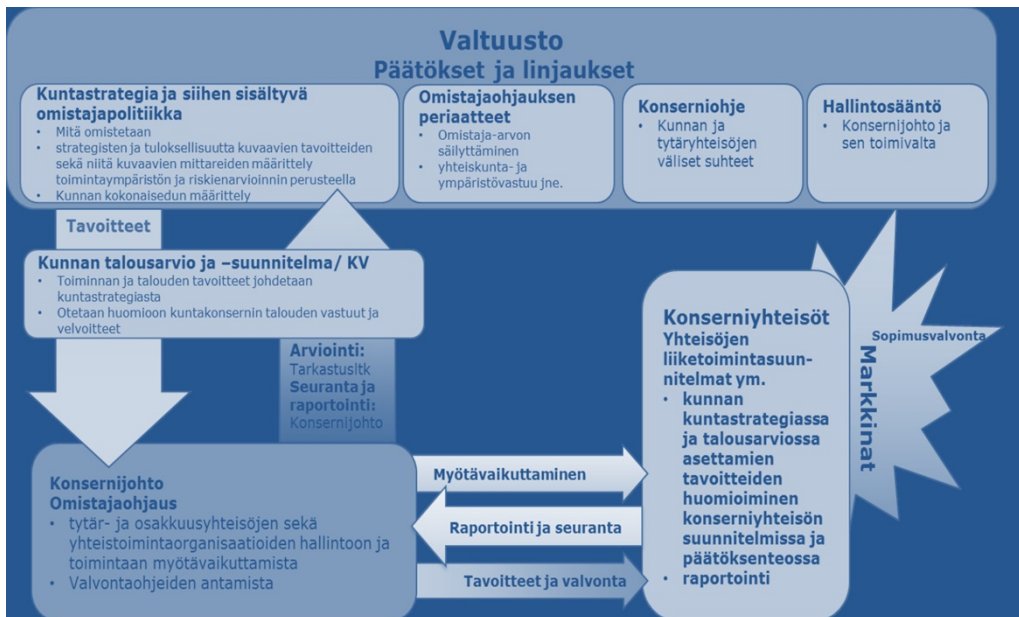 Valtuusto
Päätökset ja linjaukset
Kuntastrategia ja siihen sisältyvä
omistajapolitiikka
• Mitä omistetaan
• strategisten ja tuloksellisuutta kuvaavien tavoitteiden
sekä niitä kuvaavien mittareiden määrittely
toimintaympäristön ja riskienarvioinnin perusteella
• Kunnan kokonaisedun määrittely
Omistajaohjauksen
periaatteet
• Omistaja-arvon
säilyttäminen
• yhteiskunta- ja
ympäristövastuu jne.
Konserniohje
• Kunnan ja
tytäryhteisöjen
väliset suhteet
Hallintosääntö
• Konsernijohto ja
sen toimivalta
Tavoitteet
Kunnan talousarvio ja –suunnitelma/ KV
• Toiminnan ja talouden tavoitteet johdetaan
kuntastrategiasta
• Otetaan huomioon kuntakonsernin talouden vastuut ja
velvoitteet
Arviointi:
Tarkastusltk
Seuranta ja
raportointi:
Konsernijohto
Konsernijohto
Omistajaohjaus
• tytär- ja osakkuusyhteisöjen sekä
yhteistoimintaorganisaatioiden hallintoon ja
toimintaan myötävaikuttamista
• Valvontaohjeiden antamista
Myötävaikuttaminen
Raportointi ja seuranta
Tavoitteet ja valvonta
Konserniyhteisöt
Yhteisöjen
liiketoimintasuun-
nitelmat ym.
• kunnan
kuntastrategiassa
ja talousarviossa
asettamien
tavoitteiden
huomioiminen
konserniyhteisön
suunnitelmissa ja
päätöksenteossa
• raportointi
Markkinat
Sopimusvalvonta